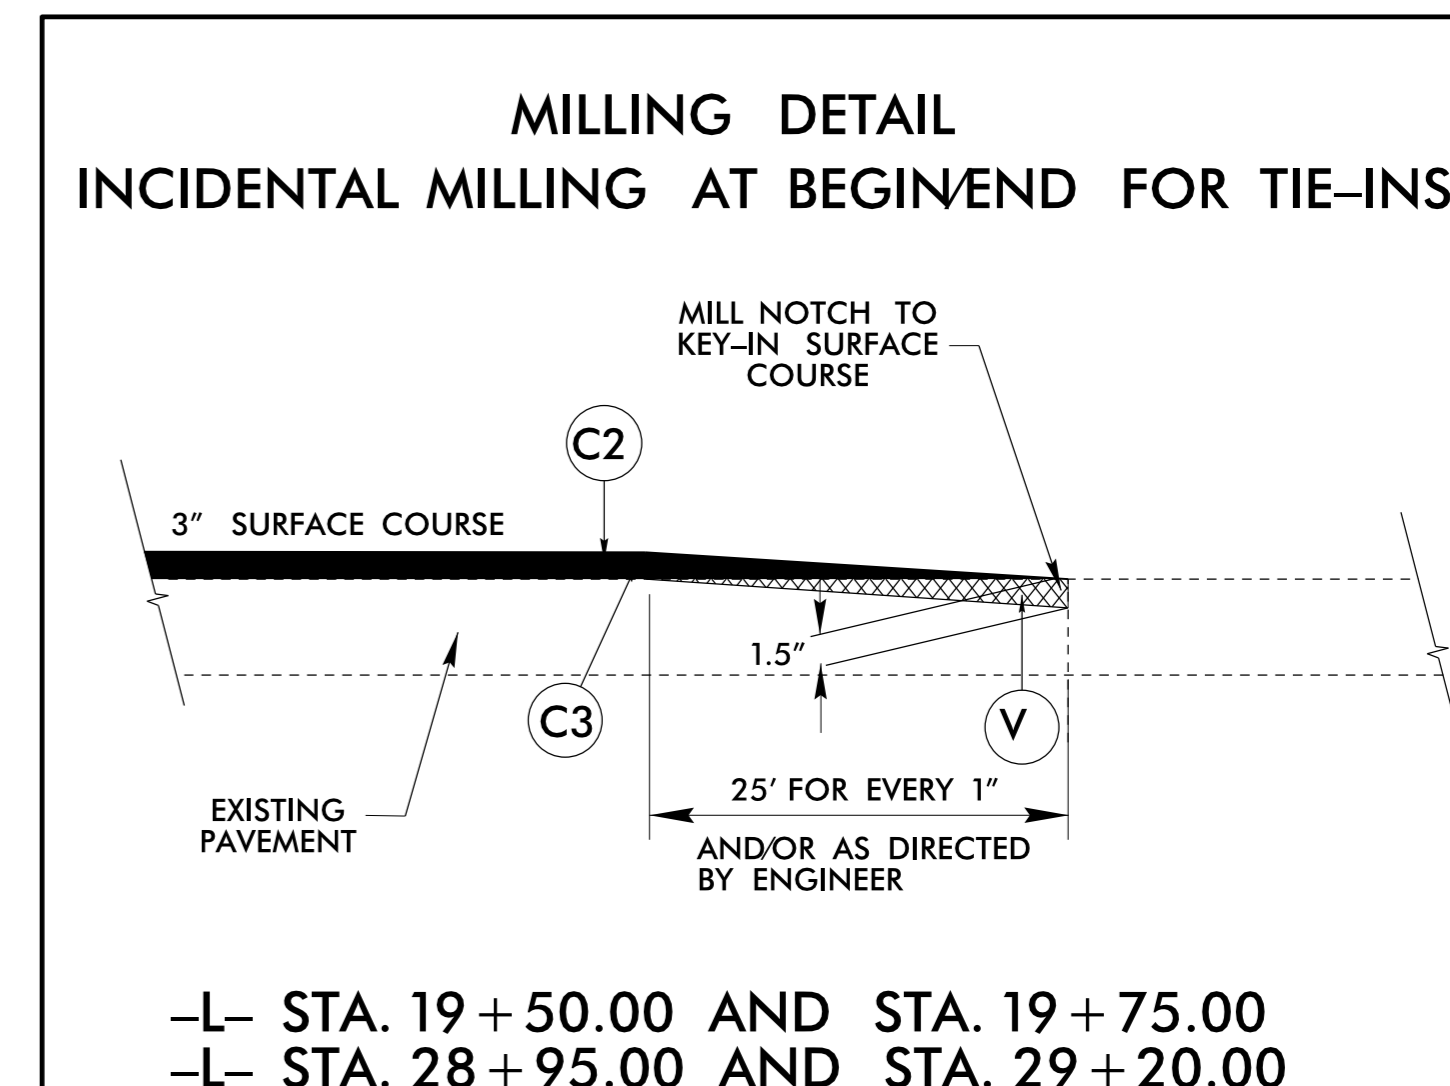 MILLING DETAIL
INCIDENTAL MILLING AT BEGIN/END FOR TIE–INS
MILL NOTCH TO
KEY–IN SURFACE
COURSE
C2
3" SURFACE COURSE
1.5"
C3
V
25' FOR EVERY 1"
EXISTING
PAVEMENT
AND/OR AS DIRECTED
BY ENGINEER
–L– STA. 19+50.00 AND STA. 19+75.00
–L– STA. 28+95.00 AND STA. 29+20.00